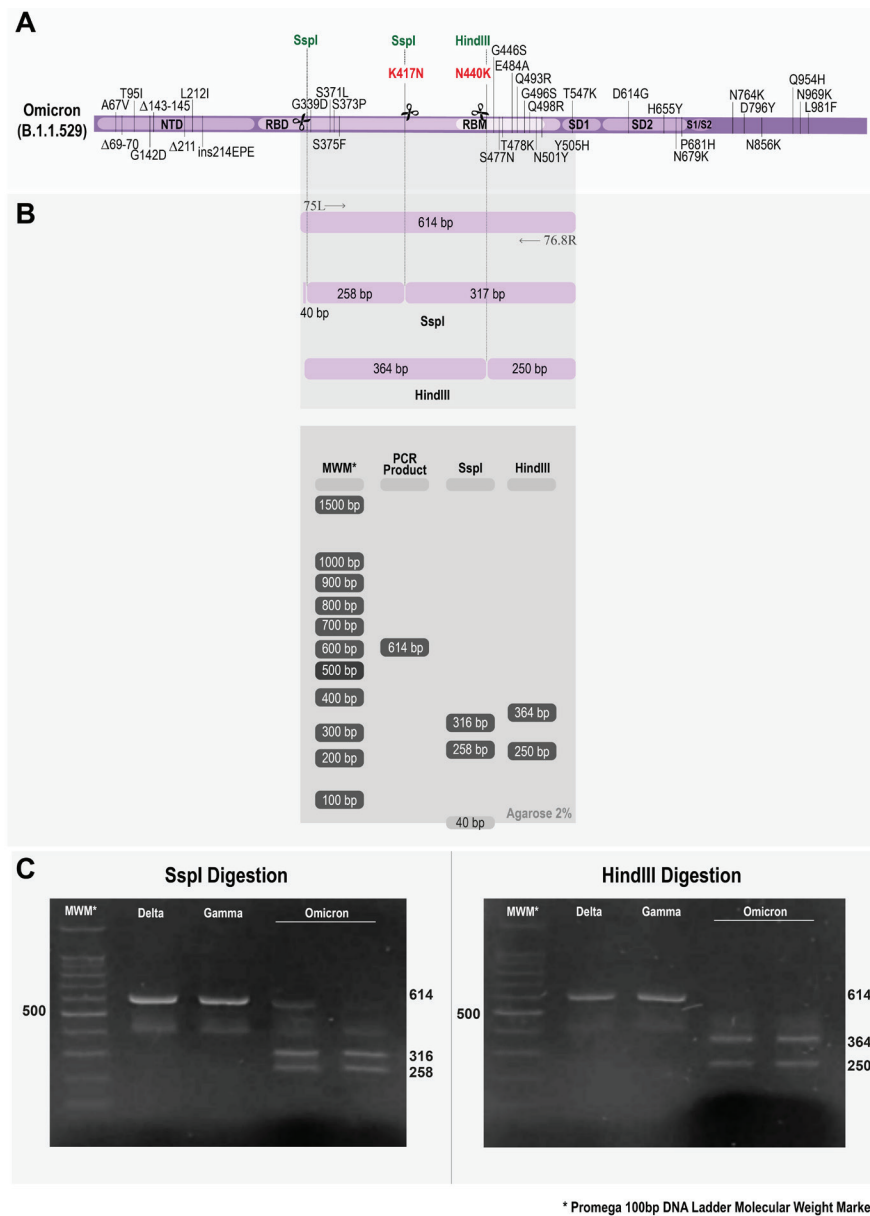 A
SspI SspI HindIII
K417N N440K
G446S
E484A
Q493R
G496S
Q498R
A67V T95I Δ143-145 L212I
G339D S371L S373P
T547K D614G H655Y
N764K D796Y Q954H N969K L981F
Omicron
(B.1.1.529)
NTD RBD RBM SD1 SD2 S1/S2
Δ69-70 G142D Δ211 ins214EPE
S375F
S477N T478K N501Y Y505H
N679K P681H N856K
B
75L
614 bp
76.8R
258 bp 317 bp
40 bp
SspI
364 bp 250 bp
HindIII
MWM* PCR Product SspI HindIII
1500 bp
1000 bp
900 bp
800 bp
700 bp
600 bp 614 bp
500 bp
400 bp
364 bp
316 bp
300 bp
258 bp 250 bp
200 bp
100 bp
Agarose 2%
40 bp
C
SspI Digestion
MWM* Delta Gamma Omicron
614
500
316
258
HindIII Digestion
MWM* Delta Gamma Omicron
614
500
364
250
* Promega 100bp DNA Ladder Molecular Weight Marke